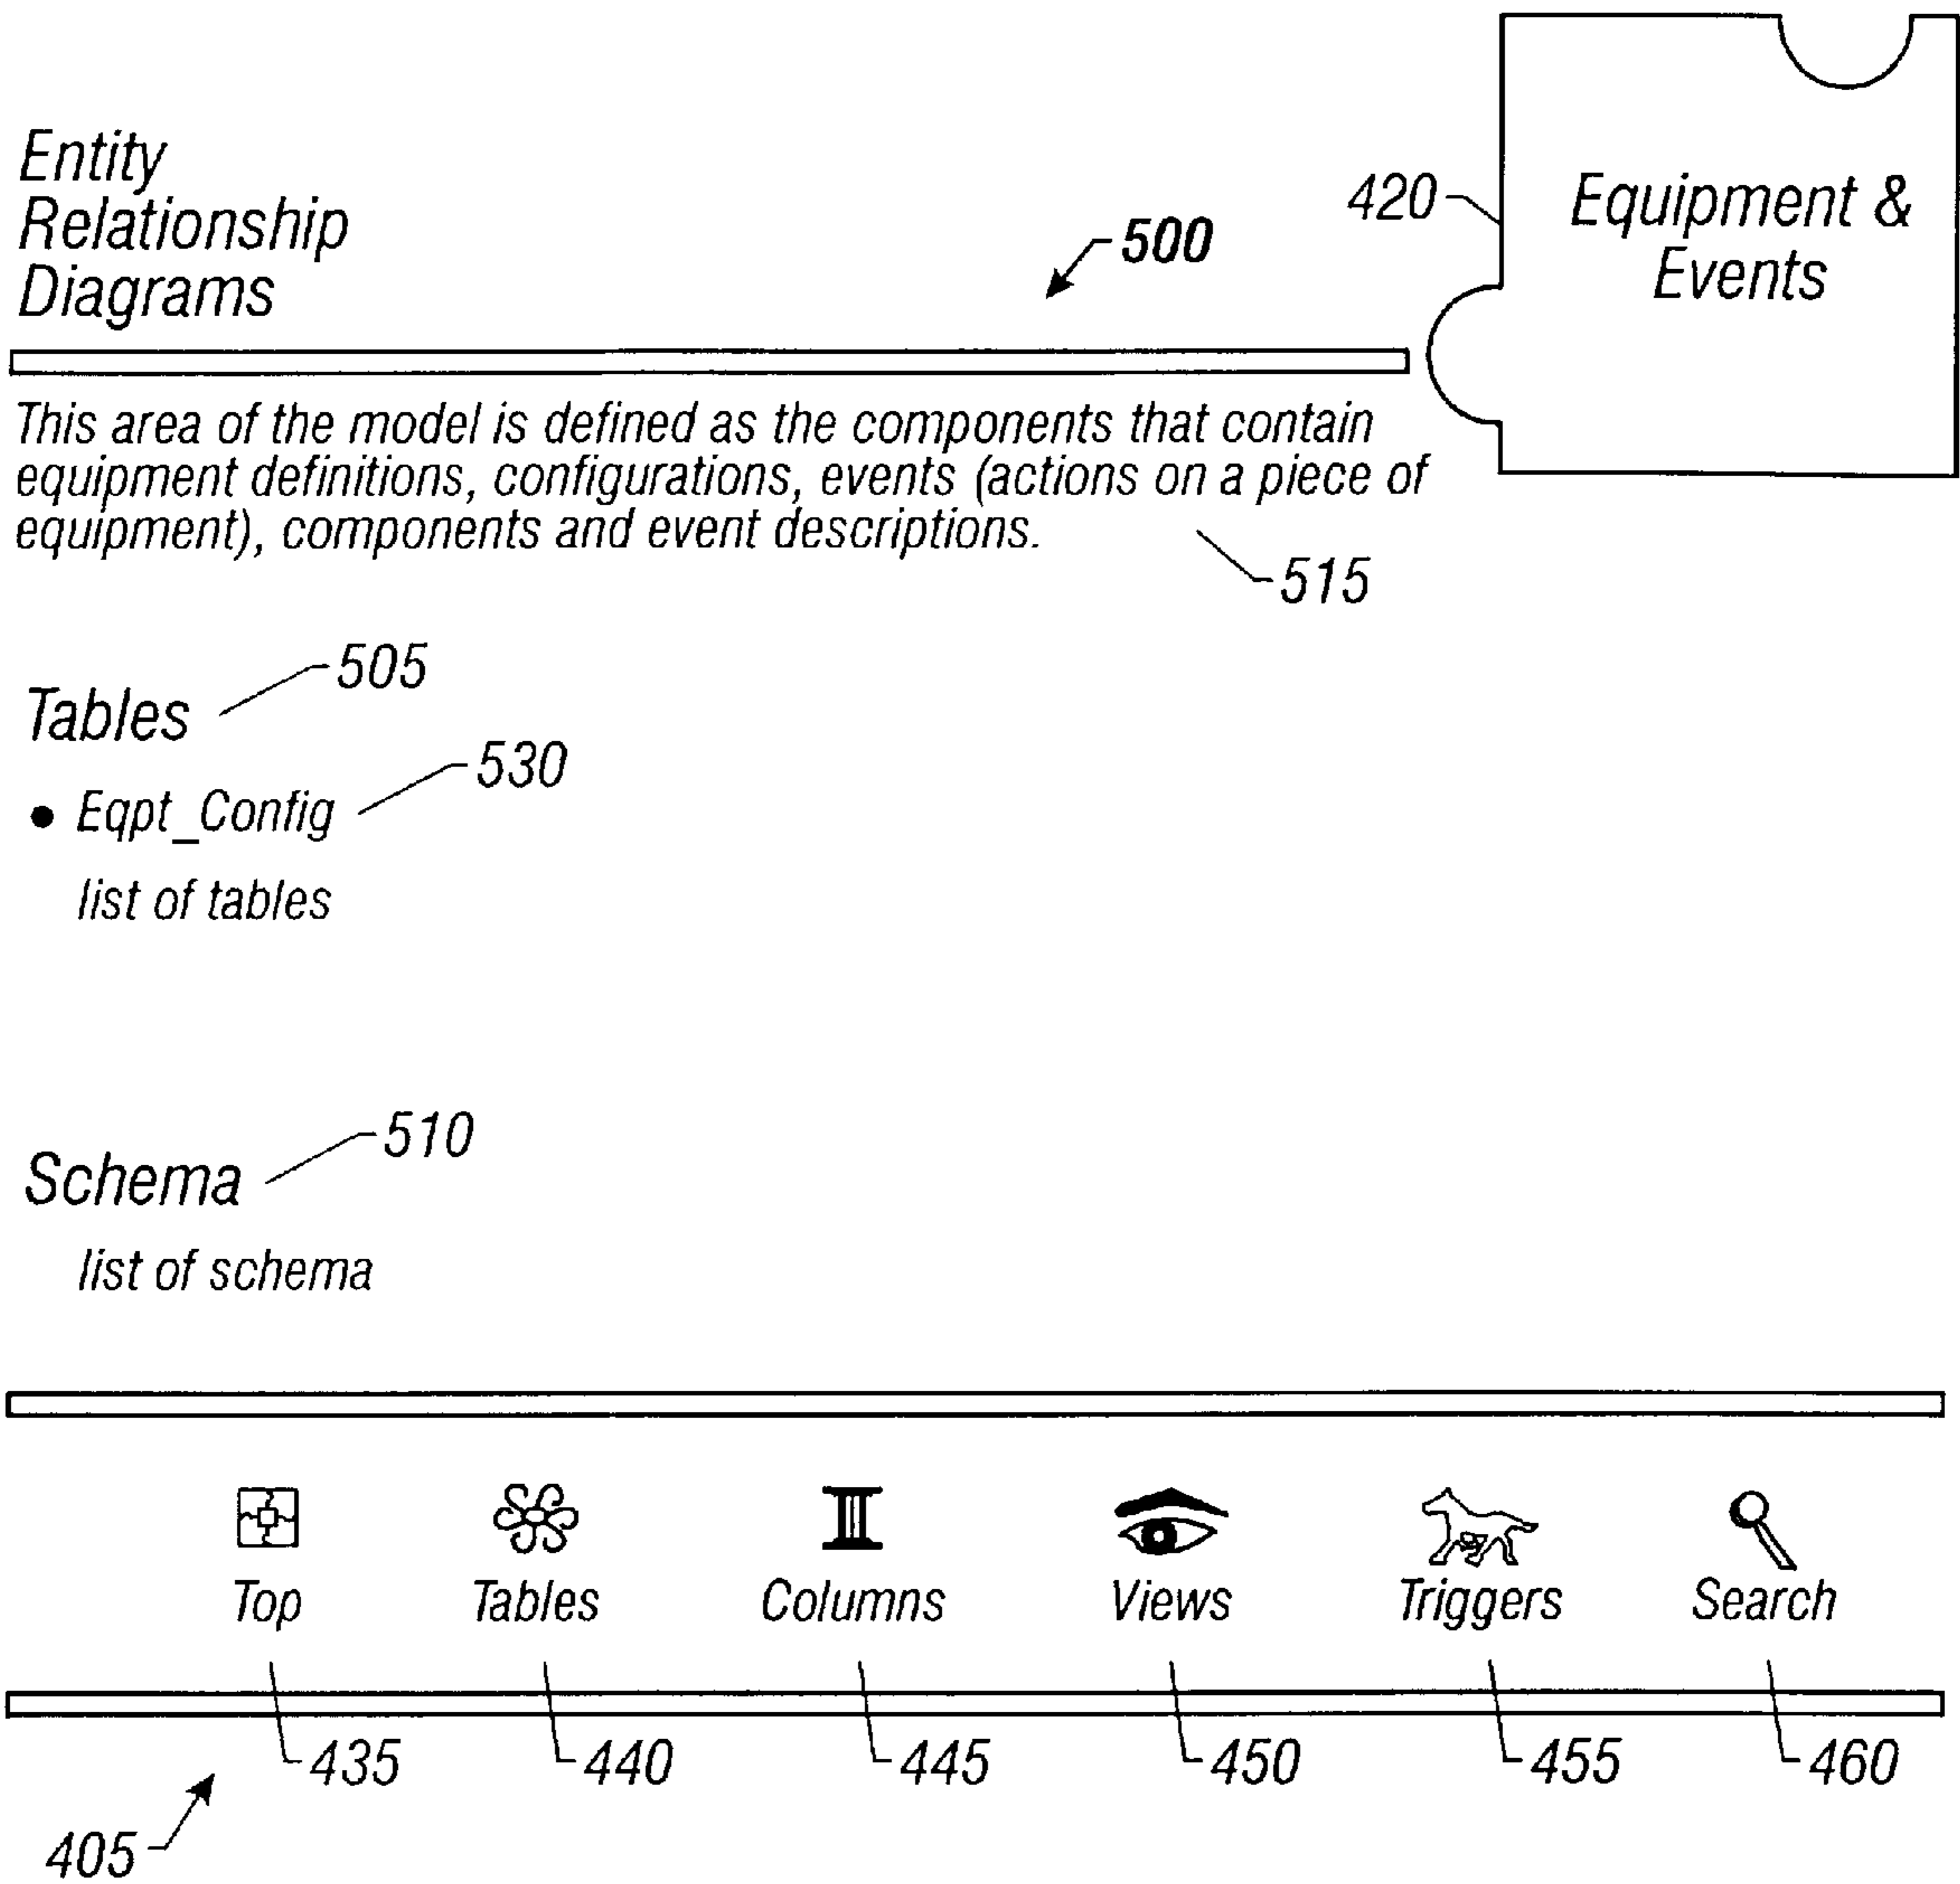 Entity
Relationship
Diagrams
500
420
Equipment &
Events
This area of the model is defined as the components that contain
equipment definitions, configurations, events (actions on a piece of
equipment), components and event descriptions.
515
Tables
505
• Eqpt_Config
530
list of tables
Schema
510
list of schema
Top Tables Columns Views Triggers Search
435 440 445 450 455 460
405